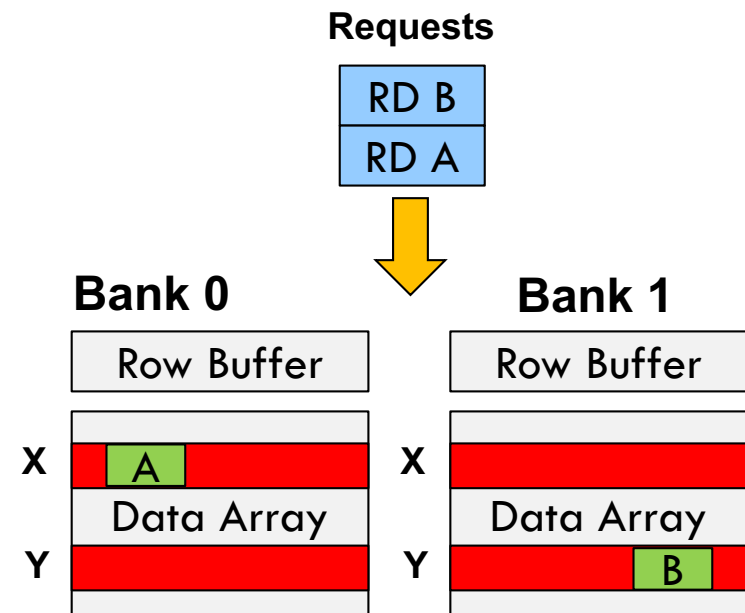 Requests
RD B
RD A
Bank 0
Bank 1
Row Buffer
Row Buffer
X
A
X
Data Array
Data Array
Y
Y
B